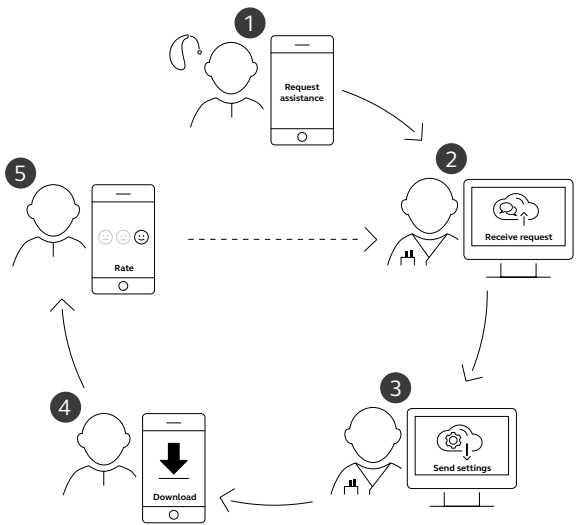 1
Request
assistance
2
Receive request
3
Send settings
4
Download
5
Rate